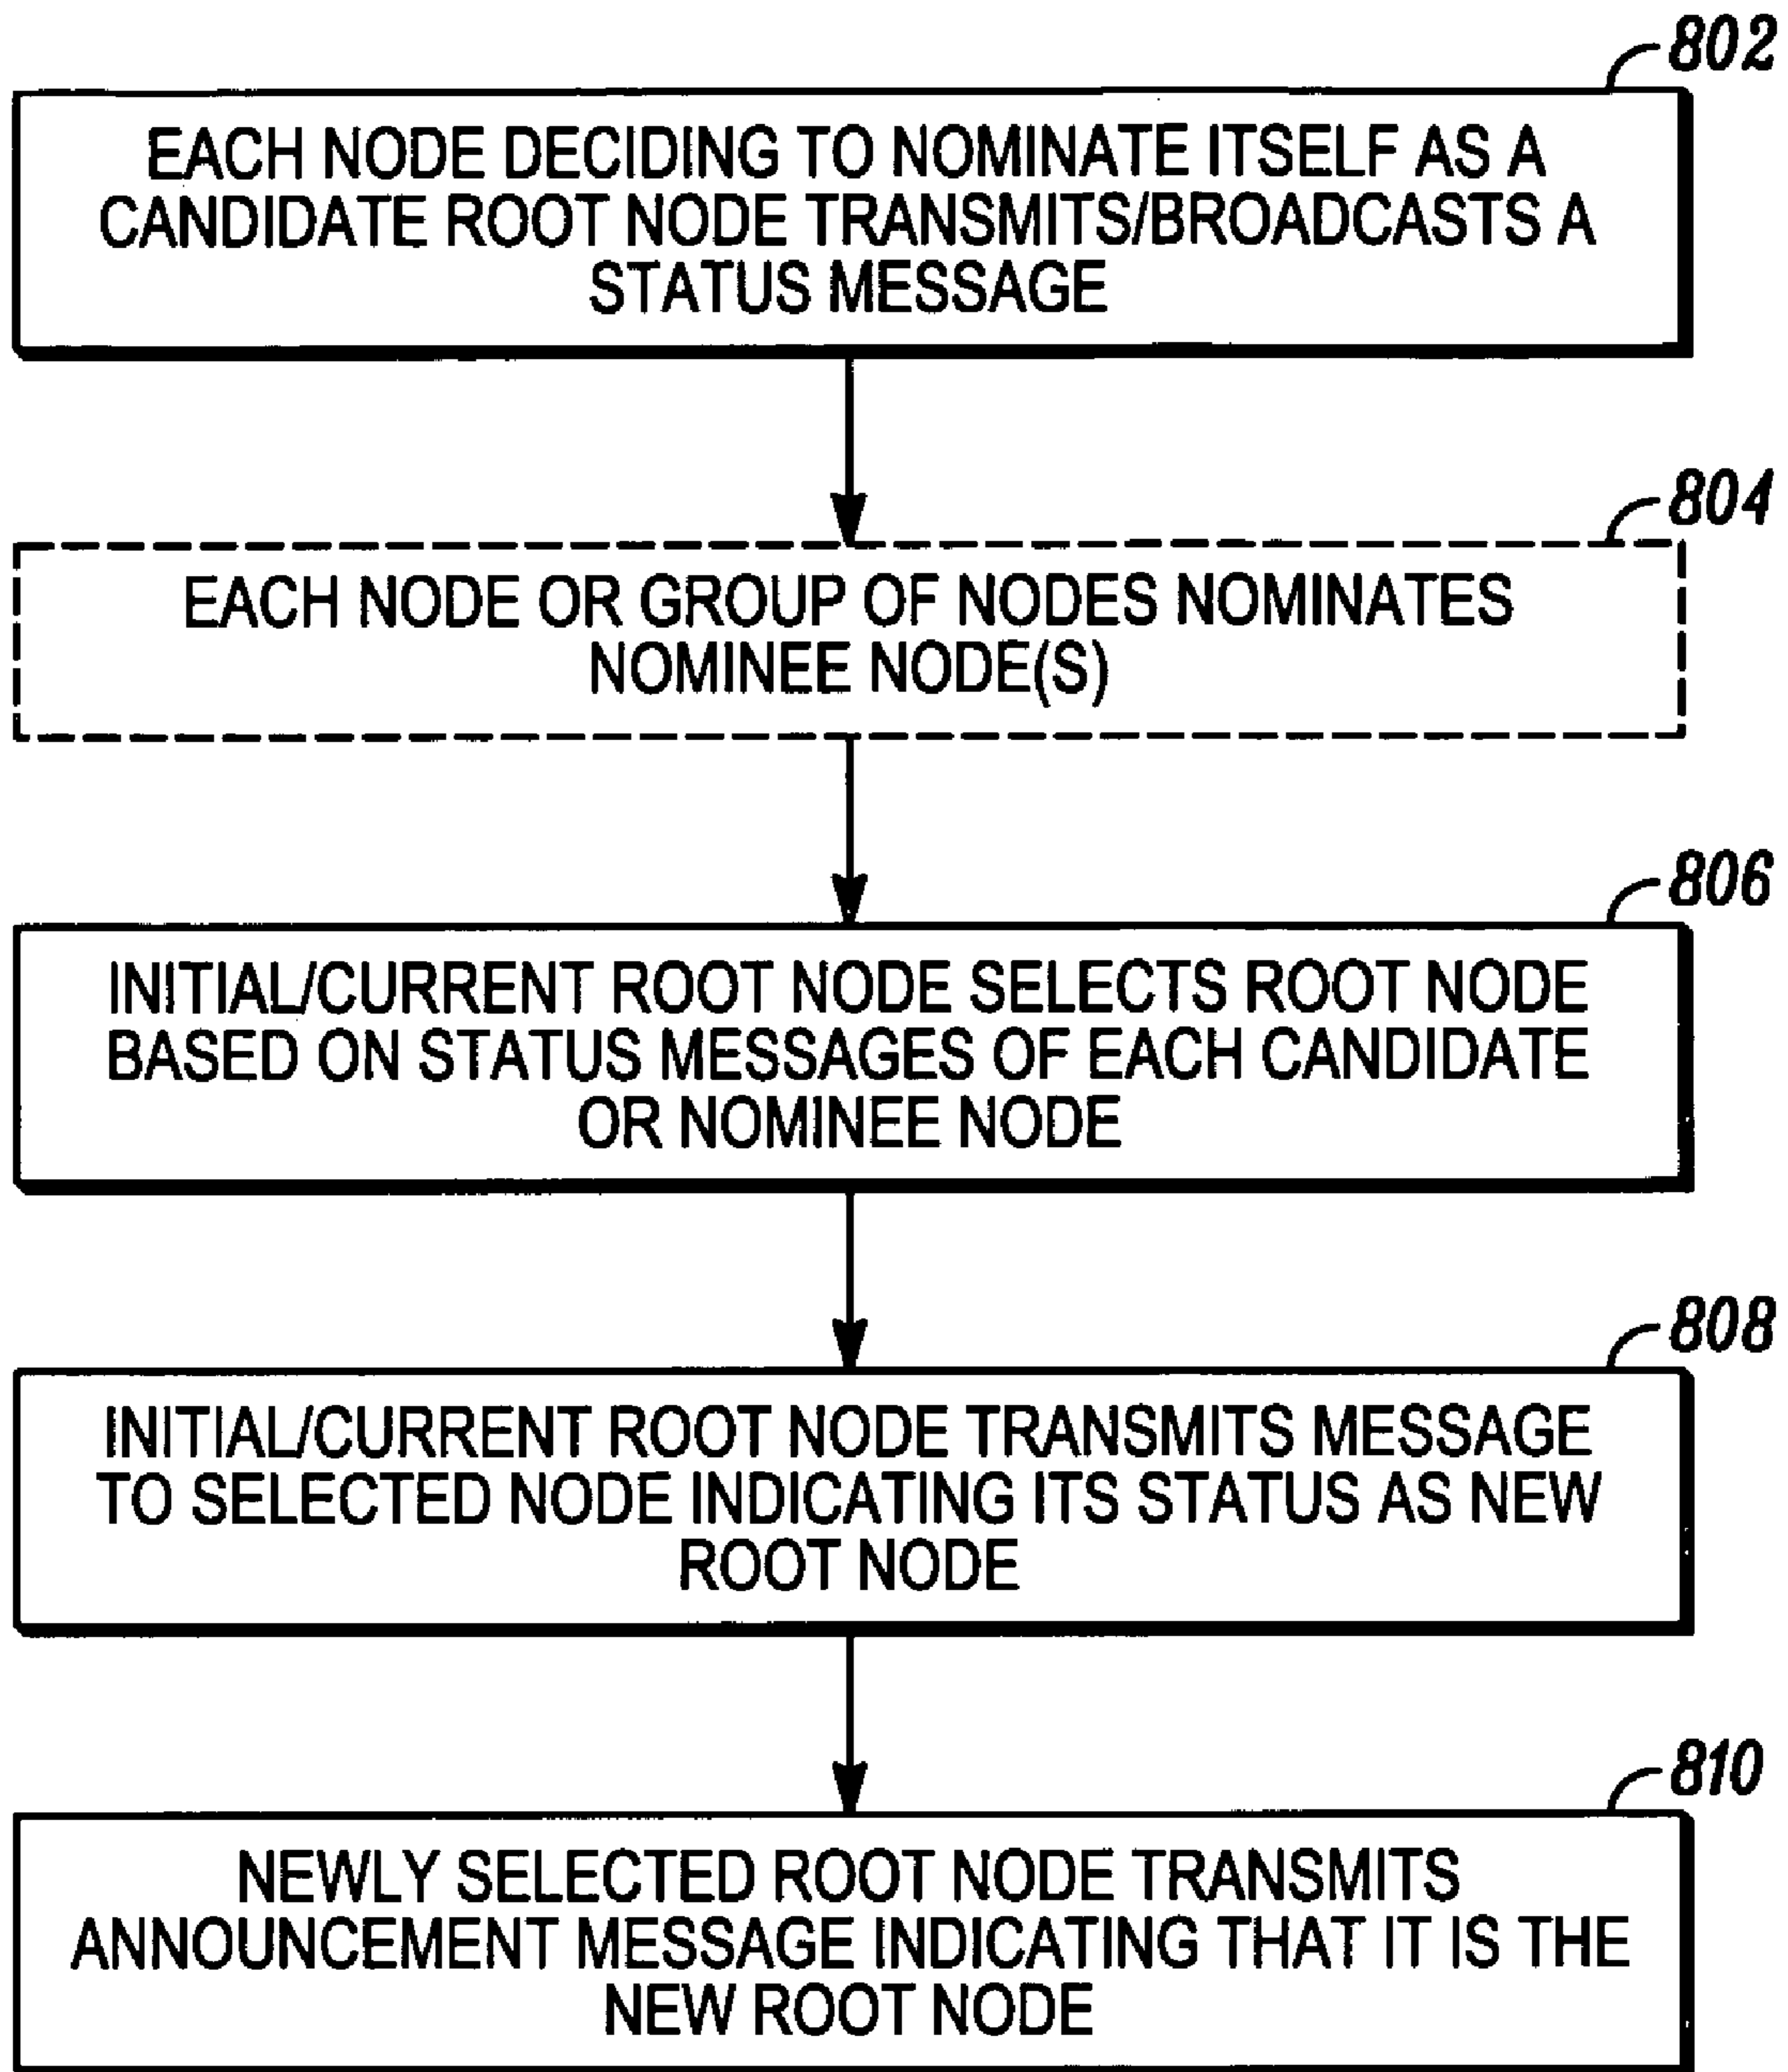 802
EACH NODE DECIDING TO NOMINATE ITSELF AS A
CANDIDATE ROOT NODE TRANSMITS/BROADCASTS A
STATUS MESSAGE
804
EACH NODE OR GROUP OF NODES NOMINATES
NOMINEE NODE(S)
806
INITIAL/CURRENT ROOT NODE SELECTS ROOT NODE
BASED ON STATUS MESSAGES OF EACH CANDIDATE
OR NOMINEE NODE
808
INITIAL/CURRENT ROOT NODE TRANSMITS MESSAGE
TO SELECTED NODE INDICATING ITS STATUS AS NEW
ROOT NODE
810
NEWLY SELECTED ROOT NODE TRANSMITS
ANNOUNCEMENT MESSAGE INDICATING THAT IT IS THE
NEW ROOT NODE